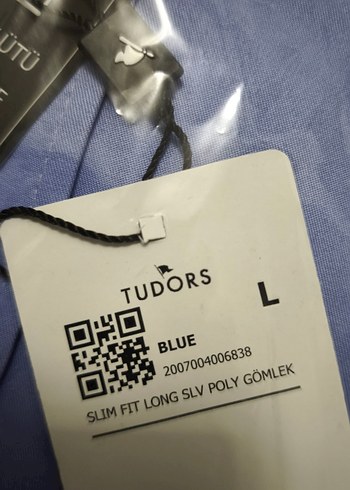 ÜTÜ
TUDORS
L
BLUE
2007004006838
SLIM FIT LONG SLV POLY GÖMLEK